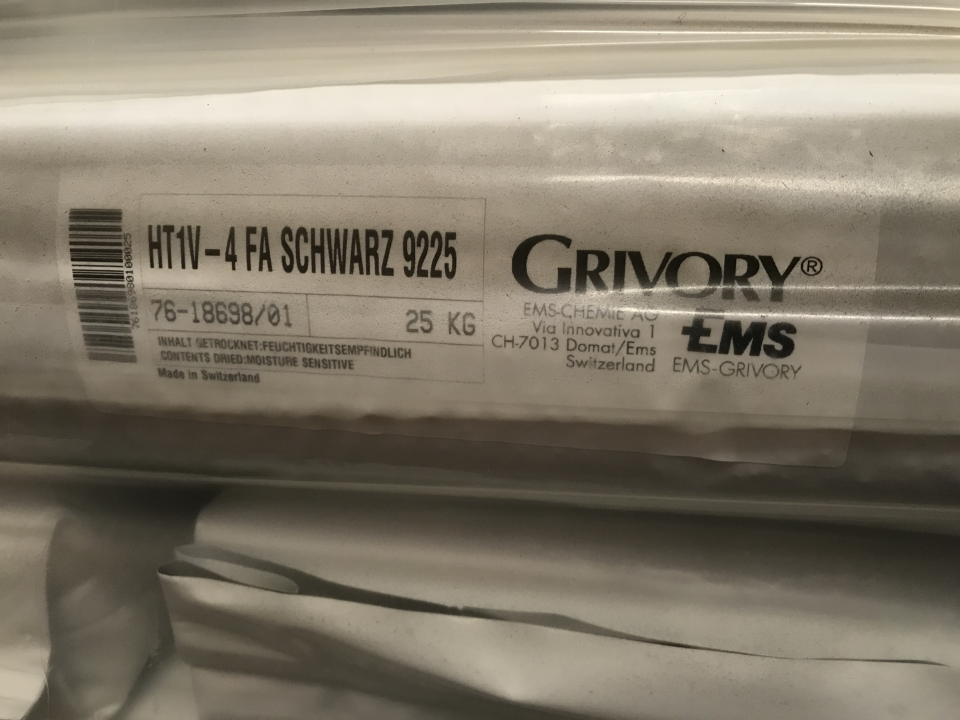 HT1V-4 FA SCHWARZ 9225
76-18698/01
25 KG
INHALT GETROCKNET:FEUCHTIGKEITSEMPFINDLICH
CONTENTS DRIED:MOISTURE SENSITIVE
Made in Switzerland
GRIVORY®
EMS-CHEMIE AG
Via Innovativa 1
CH-7013 Domat/Ems
Switzerland
EMS
EMS-GRIVORY